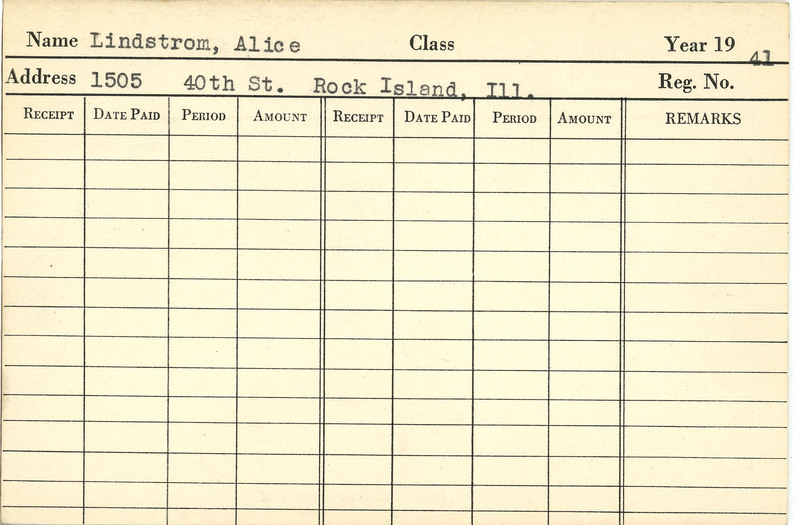 Name Lindstrom, Alice Class Year 19 41
Address 1505 40th St. Rock Island, Ill. Reg. No.
RECEIPT DATE PAID PERIOD AMOUNT RECEIPT DATE PAID PERIOD AMOUNT REMARKS